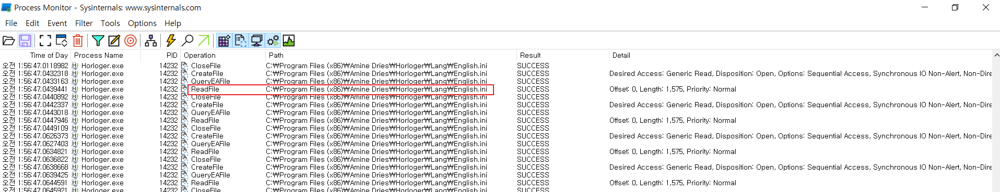 Process Monitor - Sysinternals: www.sysinternals.com
File Edit Event Filter Tools Options Help
Time of Day Process Name PID Operation Path Result Detail
오전 1:56:47.0118982 Horloger.exe 14232 CloseFile C:₩Program Files (x86)₩Amine Dries₩Horloger₩Lang₩English.ini SUCCESS
오전 1:56:47.0432318 Horloger.exe 14232 CreateFile C:₩Program Files (x86)₩Amine Dries₩Horloger₩Lang₩English.ini SUCCESS Desired Access: Generic Read, Disposition: Open, Options: Sequential Access, Synchronous IO Non-Alert, Non-Dire
오전 1:56:47.0433163 Horloger.exe 14232 QueryEAFile C:₩Program Files (x86)₩Amine Dries₩Horloger₩Lang₩English.ini SUCCESS
오전 1:56:47.0439441 Horloger.exe 14232 ReadFile C:₩Program Files (x86)₩Amine Dries₩Horloger₩Lang₩English.ini SUCCESS Offset: 0, Length: 1,575, Priority: Normal
오전 1:56:47.0440892 Horloger.exe 14232 CloseFile C:₩Program Files (x86)₩Amine Dries₩Horloger₩Lang₩English.ini SUCCESS
오전 1:56:47.0442337 Horloger.exe 14232 CreateFile C:₩Program Files (x86)₩Amine Dries₩Horloger₩Lang₩English.ini SUCCESS Desired Access: Generic Read, Disposition: Open, Options: Sequential Access, Synchronous IO Non-Alert, Non-Dire
오전 1:56:47.0443018 Horloger.exe 14232 QueryEAFile C:₩Program Files (x86)₩Amine Dries₩Horloger₩Lang₩English.ini SUCCESS
오전 1:56:47.0447946 Horloger.exe 14232 ReadFile C:₩Program Files (x86)₩Amine Dries₩Horloger₩Lang₩English.ini SUCCESS Offset: 0, Length: 1,575, Priority: Normal
오전 1:56:47.0449109 Horloger.exe 14232 CloseFile C:₩Program Files (x86)₩Amine Dries₩Horloger₩Lang₩English.ini SUCCESS
오전 1:56:47.0626373 Horloger.exe 14232 CreateFile C:₩Program Files (x86)₩Amine Dries₩Horloger₩Lang₩English.ini SUCCESS Desired Access: Generic Read, Disposition: Open, Options: Sequential Access, Synchronous IO Non-Alert, Non-Dire
오전 1:56:47.0627403 Horloger.exe 14232 QueryEAFile C:₩Program Files (x86)₩Amine Dries₩Horloger₩Lang₩English.ini SUCCESS
오전 1:56:47.0634821 Horloger.exe 14232 ReadFile C:₩Program Files (x86)₩Amine Dries₩Horloger₩Lang₩English.ini SUCCESS Offset: 0, Length: 1,575, Priority: Normal
오전 1:56:47.0636822 Horloger.exe 14232 CloseFile C:₩Program Files (x86)₩Amine Dries₩Horloger₩Lang₩English.ini SUCCESS
오전 1:56:47.0638668 Horloger.exe 14232 CreateFile C:₩Program Files (x86)₩Amine Dries₩Horloger₩Lang₩English.ini SUCCESS Desired Access: Generic Read, Disposition: Open, Options: Sequential Access, Synchronous IO Non-Alert, Non-Dire
오전 1:56:47.0639425 Horloger.exe 14232 QueryEAFile C:₩Program Files (x86)₩Amine Dries₩Horloger₩Lang₩English.ini SUCCESS
오전 1:56:47.0644591 Horloger.exe 14232 ReadFile C:₩Program Files (x86)₩Amine Dries₩Horloger₩Lang₩English.ini SUCCESS Offset: 0, Length: 1,575, Priority: Normal
오전 1:56:47.0645921 Horloger.exe 14232 CloseFile C:₩Program Files (x86)₩Amine Dries₩Horloger₩Lang₩English.ini SUCCESS